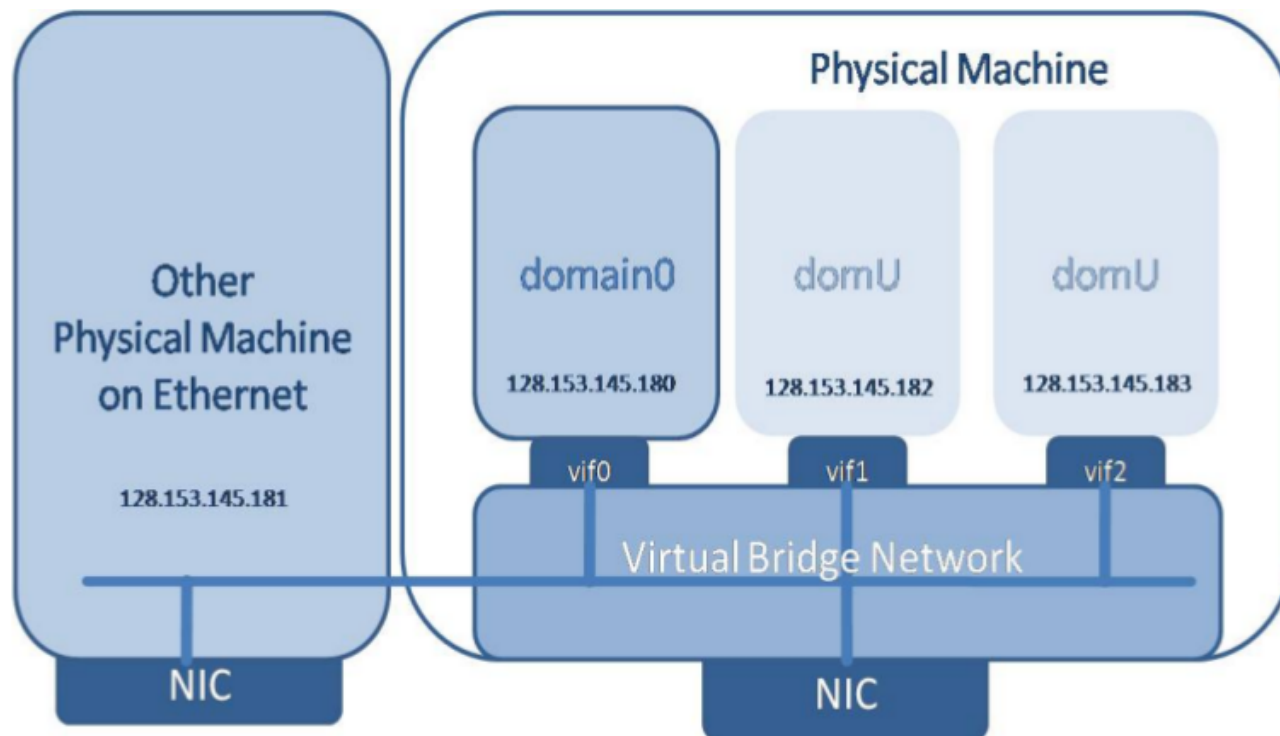 Physical Machine
Other
Physical Machine
on Ethernet
128.153.145.181
NIC
domain0
128.153.145.180
vif0
domU
128.153.145.182
vif1
domU
128.153.145.183
vif2
Virtual Bridge Network
NIC